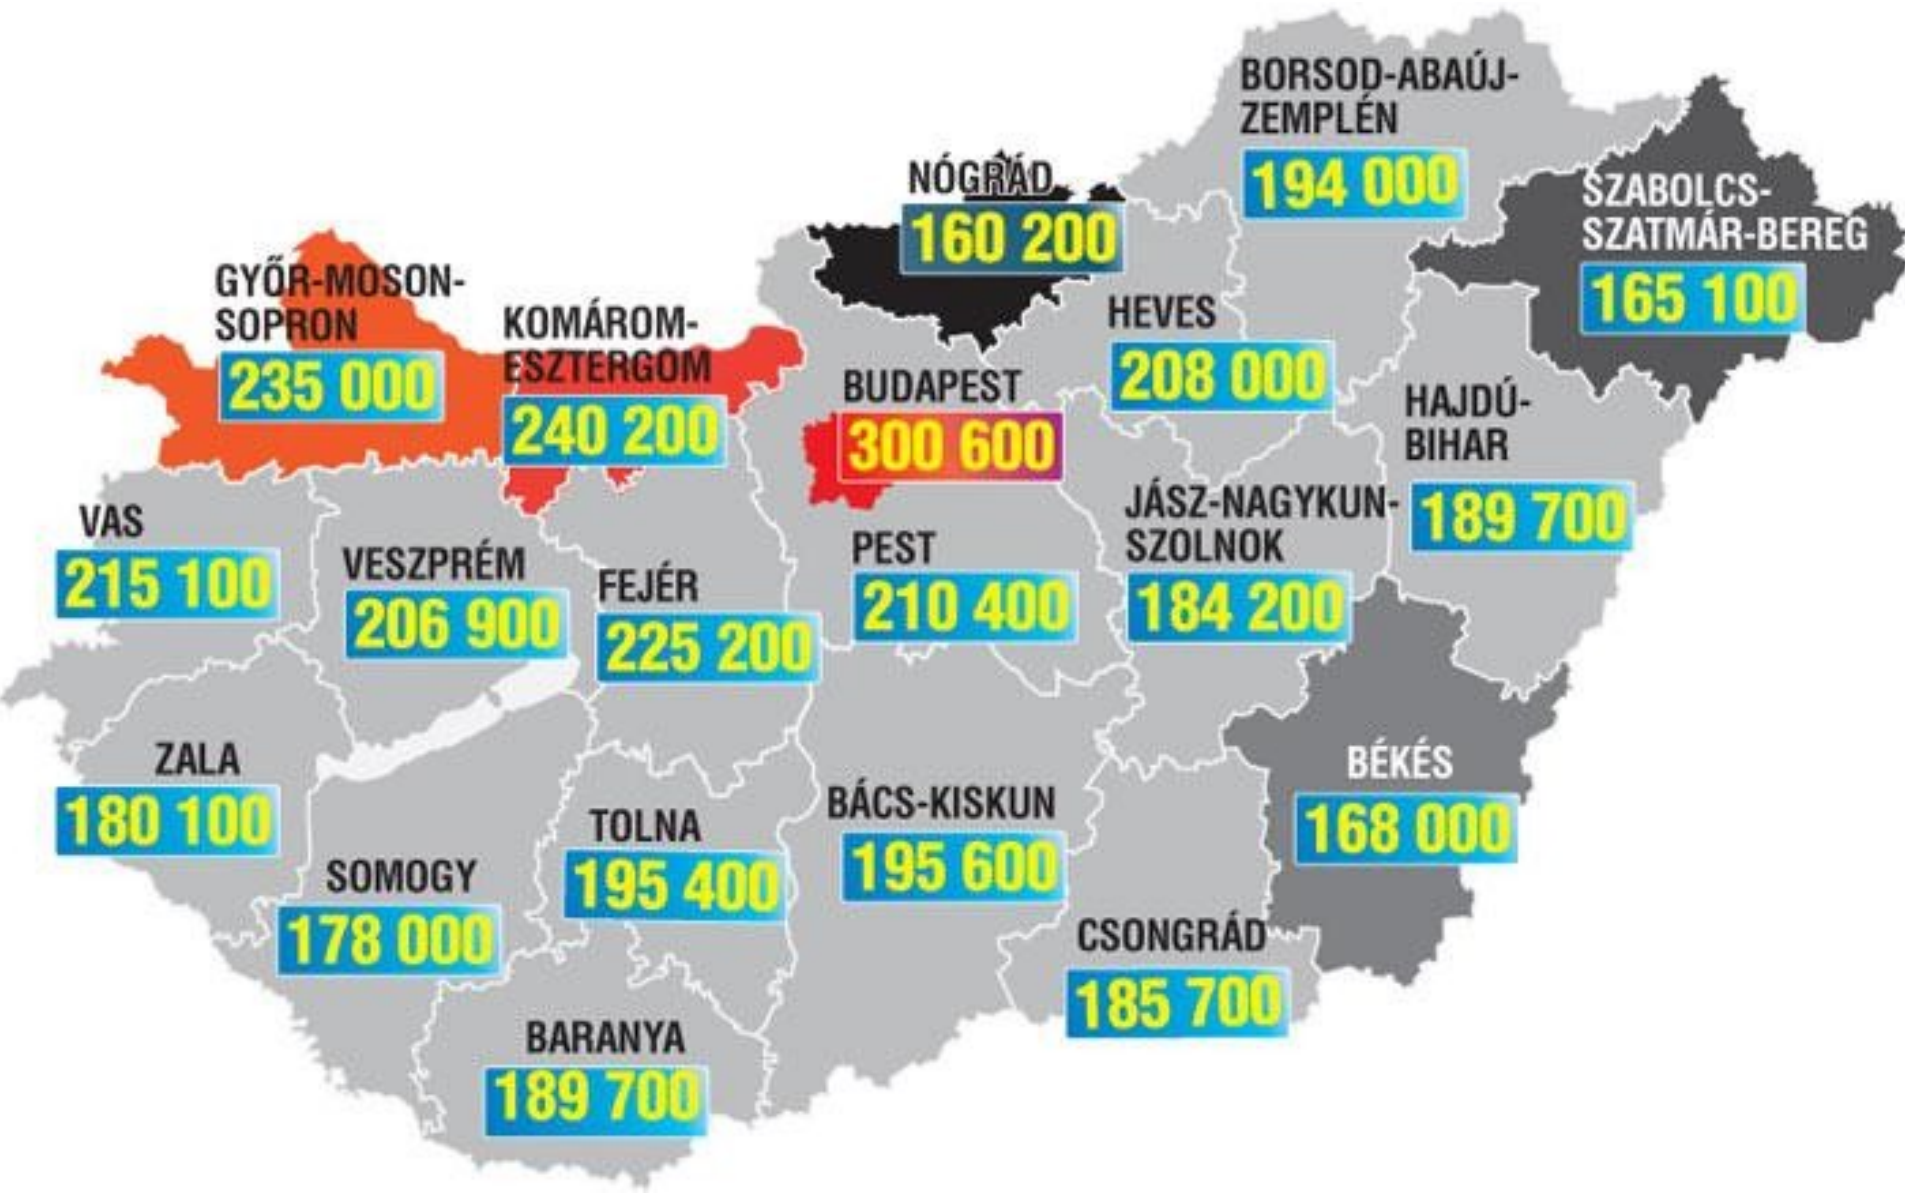 BORSOD-ABAÚJ-
ZEMPLÉN
194 000
NÓGRÁD
160 200
SZABOLCS-
SZATMÁR-BEREG
165 100
GYŐR-MOSON-
SOPRON
235 000
KOMÁROM-
ESZTERGOM
240 200
HEVES
208 000
BUDAPEST
300 600
HAJDÚ-
BIHAR
189 700
VAS
215 100
VESZPRÉM
206 900
FEJÉR
225 200
PEST
210 400
JÁSZ-NAGYKUN-
SZOLNOK
184 200
ZALA
180 100
SOMOGY
178 000
TOLNA
195 400
BÁCS-KISKUN
195 600
BÉKÉS
168 000
CSONGRÁD
185 700
BARANYA
189 700